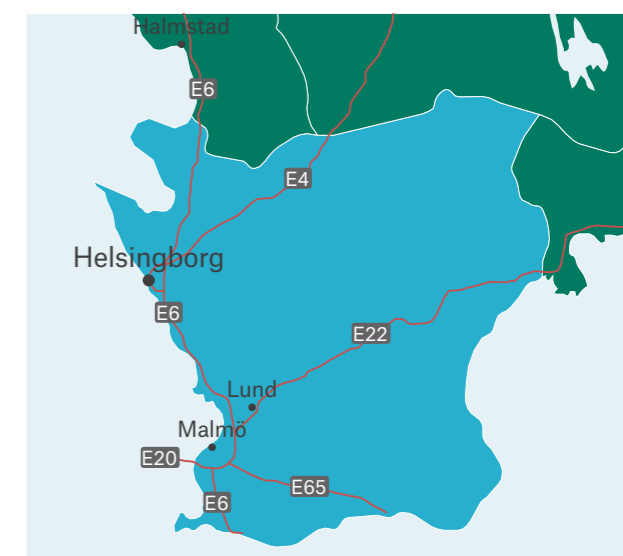 Halmstad
E6
E4
Helsingborg
E6
E22
Lund
Malmö
E20
E65
E6